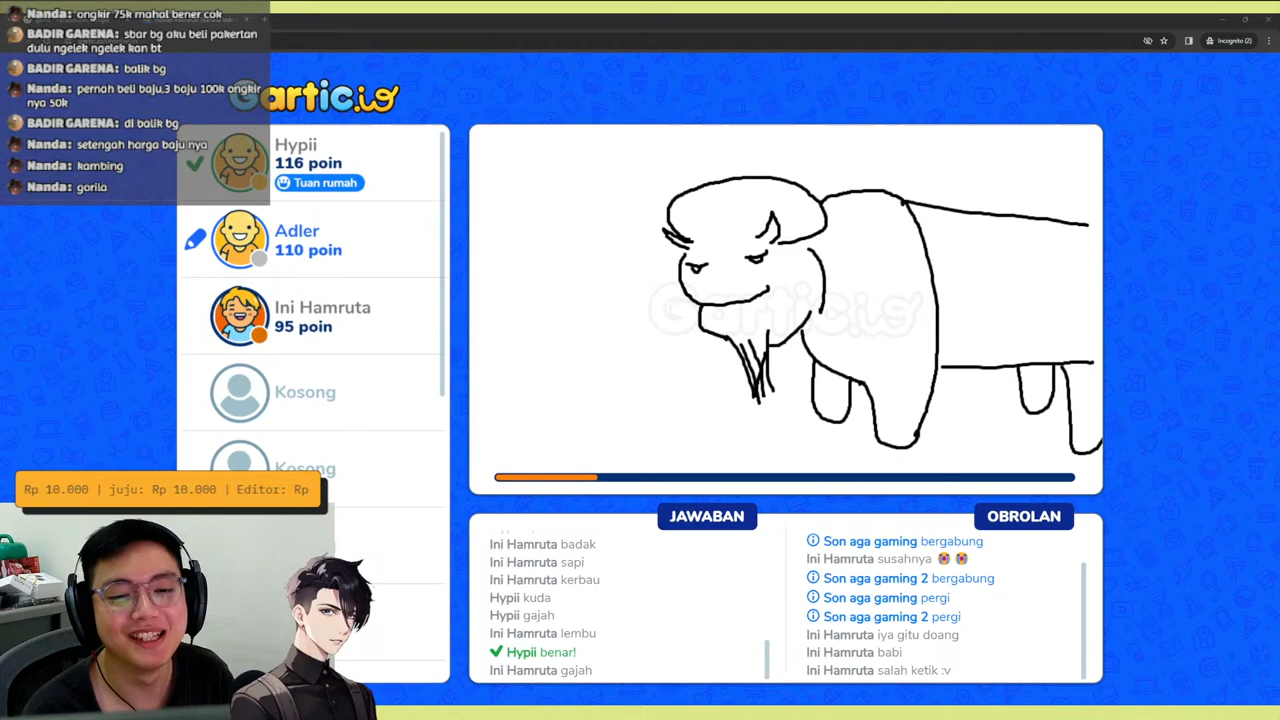 Nanda: ongkir 75k mahal bener cok
BADIR GARENA: sbar bg aku beli pakertan
dulu ngelek ngelek kan bt
BADIR GARENA: balik bg
Nanda: pernah beli baju,3 baju 100k ongkir
nya 50k
BADIR GARENA: di balik bg
Nanda: setengah harga baju nya
Nanda: kambing
Nanda: gorila
Incognito (2)
Gartic.io
Hypii
116 poin
Tuan rumah
Adler
110 poin
Ini Hamruta
95 poin
Kosong
Kosong
Gartic.io
Rp 10.000 | juju: Rp 10.000 | Editor: Rp
JAWABAN
Ini Hamruta badak
Ini Hamruta sapi
Ini Hamruta kerbau
Hypii kuda
Hypii gajah
Ini Hamruta lembu
Hypii benar!
Ini Hamruta gajah
OBROLAN
Son aga gaming bergabung
Ini Hamruta susahnya
Son aga gaming 2 bergabung
Son aga gaming pergi
Son aga gaming 2 pergi
Ini Hamruta iya gitu doang
Ini Hamruta babi
Ini Hamruta salah ketik :v